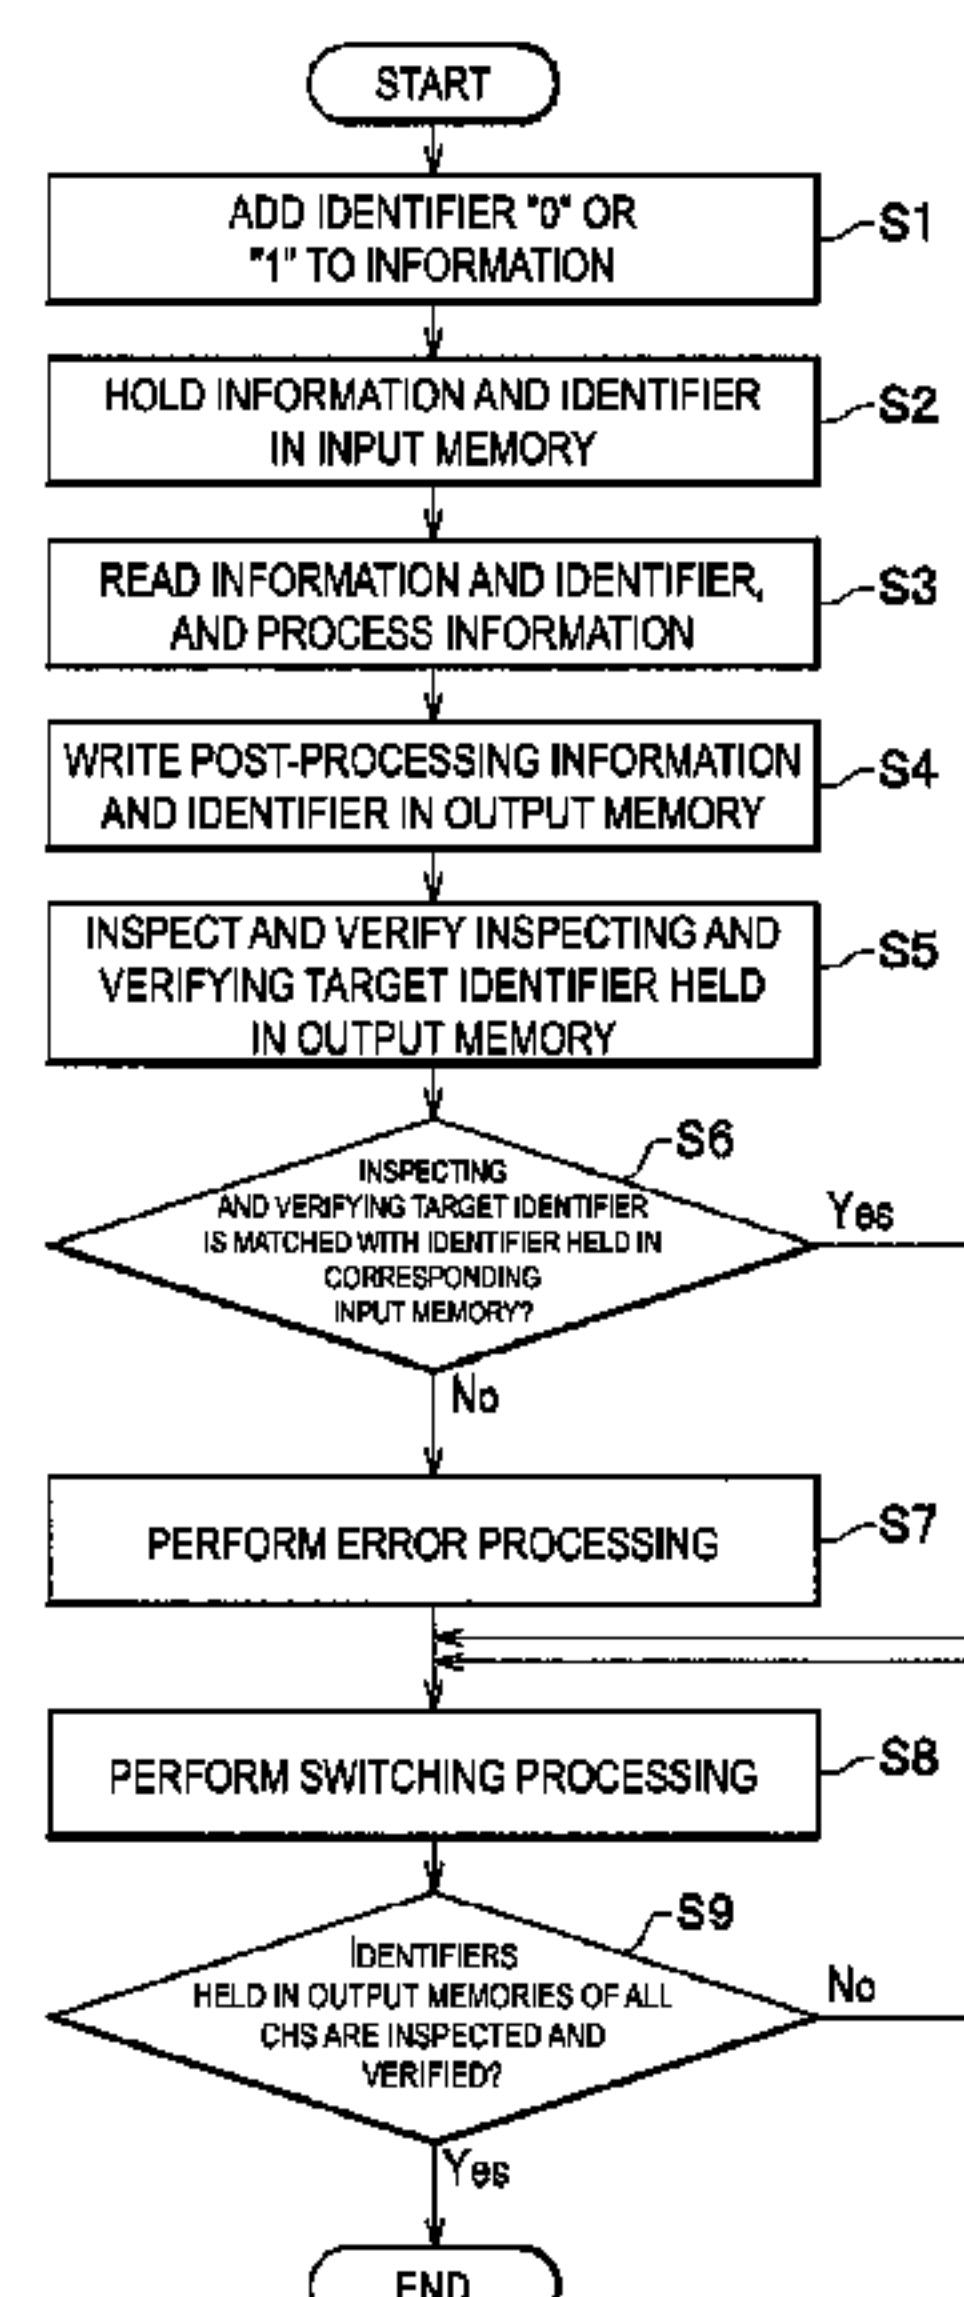 START
ADD IDENTIFIER "0" OR
"1" TO INFORMATION
S1
HOLD INFORMATION AND IDENTIFIER
IN INPUT MEMORY
S2
READ INFORMATION AND IDENTIFIER,
AND PROCESS INFORMATION
S3
WRITE POST-PROCESSING INFORMATION
AND IDENTIFIER IN OUTPUT MEMORY
S4
INSPECT AND VERIFY INSPECTING AND
VERIFYING TARGET IDENTIFIER HELD
IN OUTPUT MEMORY
S5
S6
INSPECTING
AND VERIFYING TARGET IDENTIFIER
IS MATCHED WITH IDENTIFIER HELD IN
CORRESPONDING
INPUT MEMORY?
Yes
No
PERFORM ERROR PROCESSING
S7
PERFORM SWITCHING PROCESSING
S8
S9
IDENTIFIERS
HELD IN OUTPUT MEMORIES OF ALL
CHS ARE INSPECTED AND
VERIFIED?
No
Yes
END